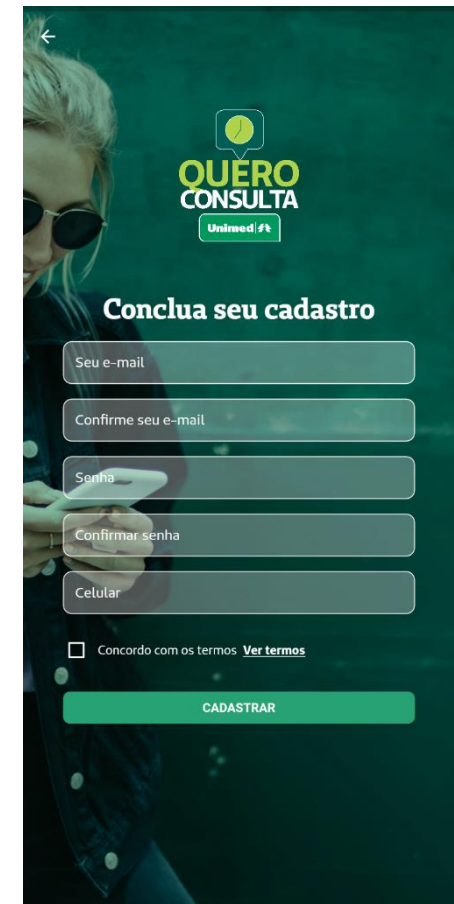 QUERO
CONSULTA
Unimed
Conclua seu cadastro
Seu e-mail
Confirme seu e-mail
Senha
Confirmar senha
Celular
Concordo com os termos Ver termos
CADASTRAR